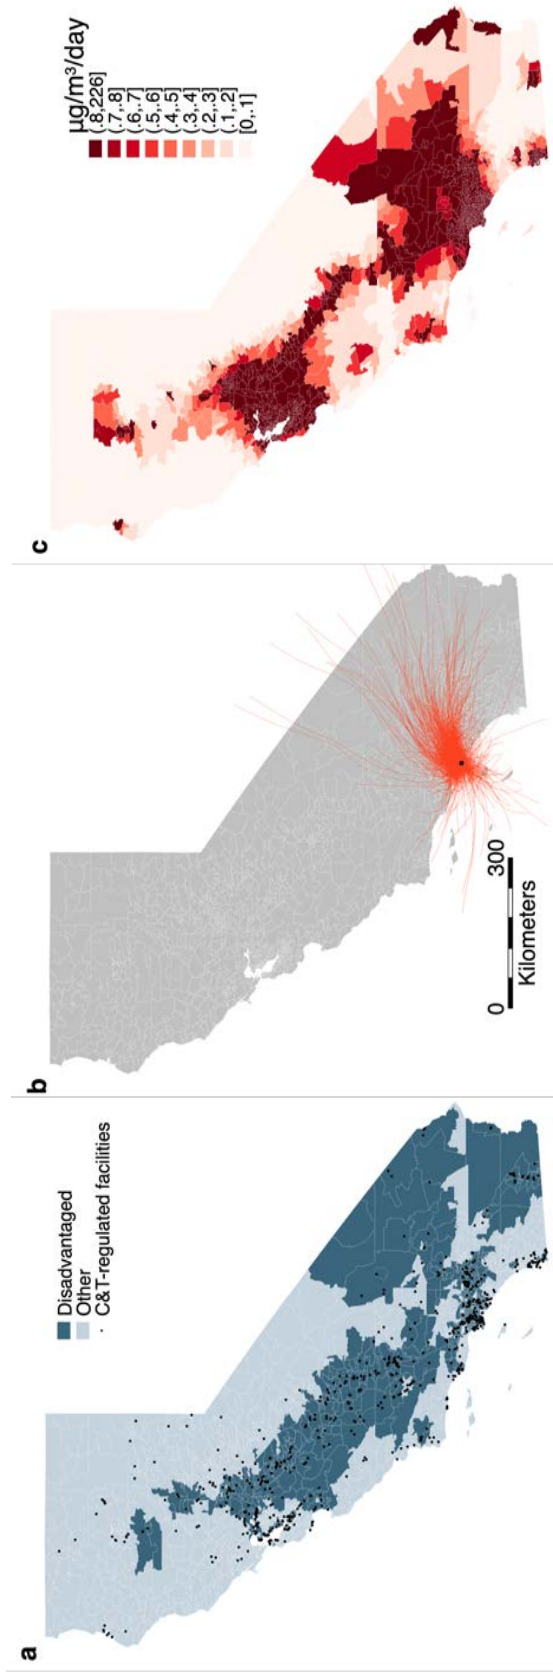 a
Disadvantaged
Other
C&T-regulated facilities
b
0 300
Kilometers
c
µg/m³/day
(.8,226]
(.7,.8]
(.6,.7]
(.5,.6]
(.4,.5]
(.3,.4]
(.2,.3]
(.1,.2]
[0,.1]